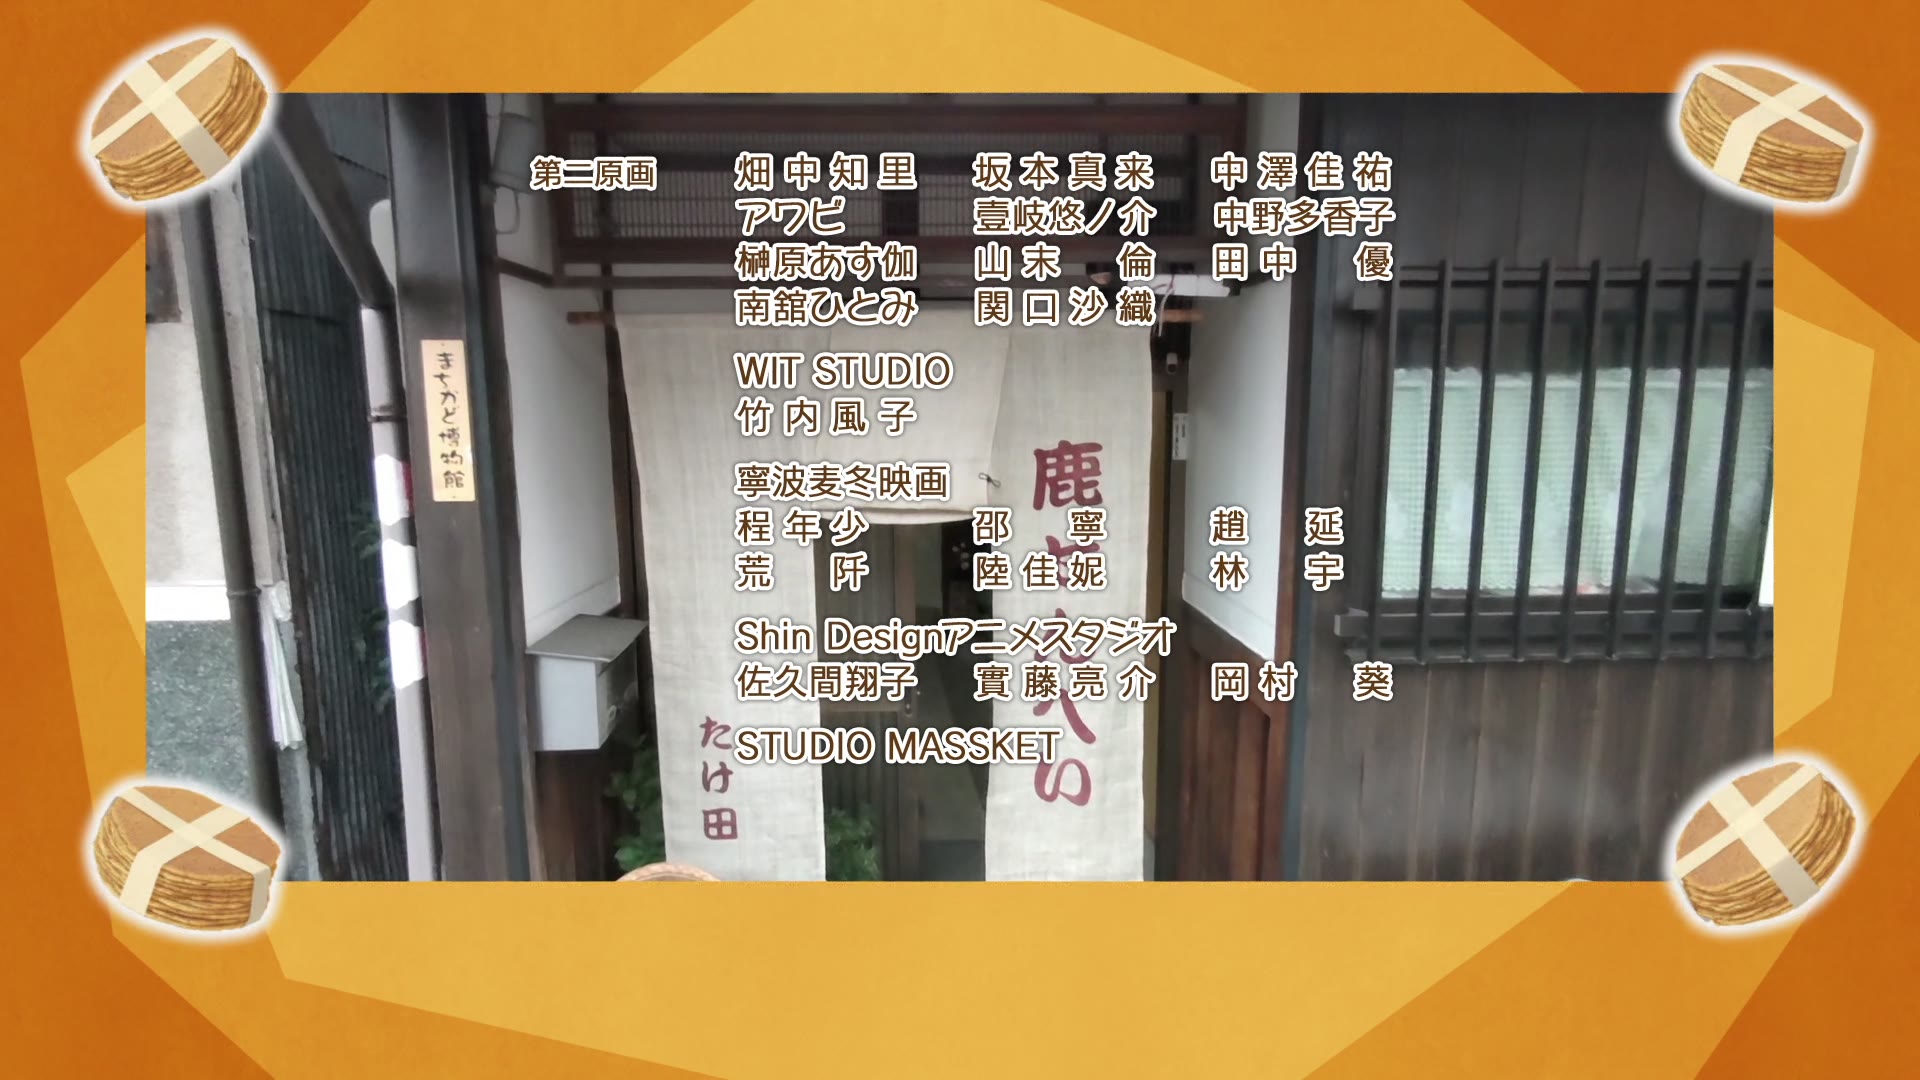 第二原画 畑中知里 坂本真来 中澤佳祐
アワビ 壹岐悠ノ介 中野多香子
榊原あす伽 山末倫 田中優
南舘ひとみ 関口沙織
WIT STUDIO
竹内風子
寧波麦冬映画
程年少 邵寧 趙延
荒阡 陸佳妮 林宇
Shin Designアニメスタジオ
佐久間翔子 實藤亮介 岡村葵
STUDIO MASSKET
まちかど博物館
たけ田